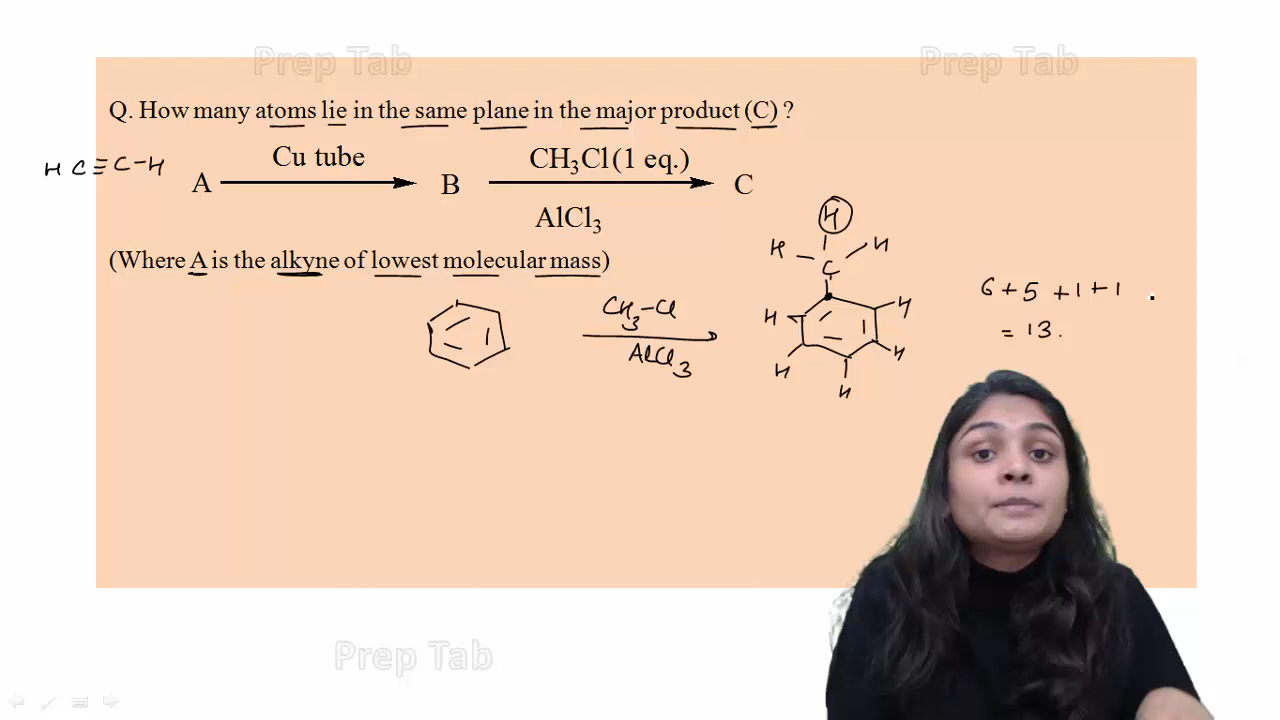 Prep Tab Prep Tab
Q. How many atoms lie in the same plane in the major product (C) ?
H C≡C-H
A Cu tube B CH₃Cl(1 eq.) C
AlCl₃
(Where A is the alkyne of lowest molecular mass)
H
H C H
CH₃-Cl
AlCl₃
H H
H H
H
6+5 +1+1
= 13.
Prep Tab